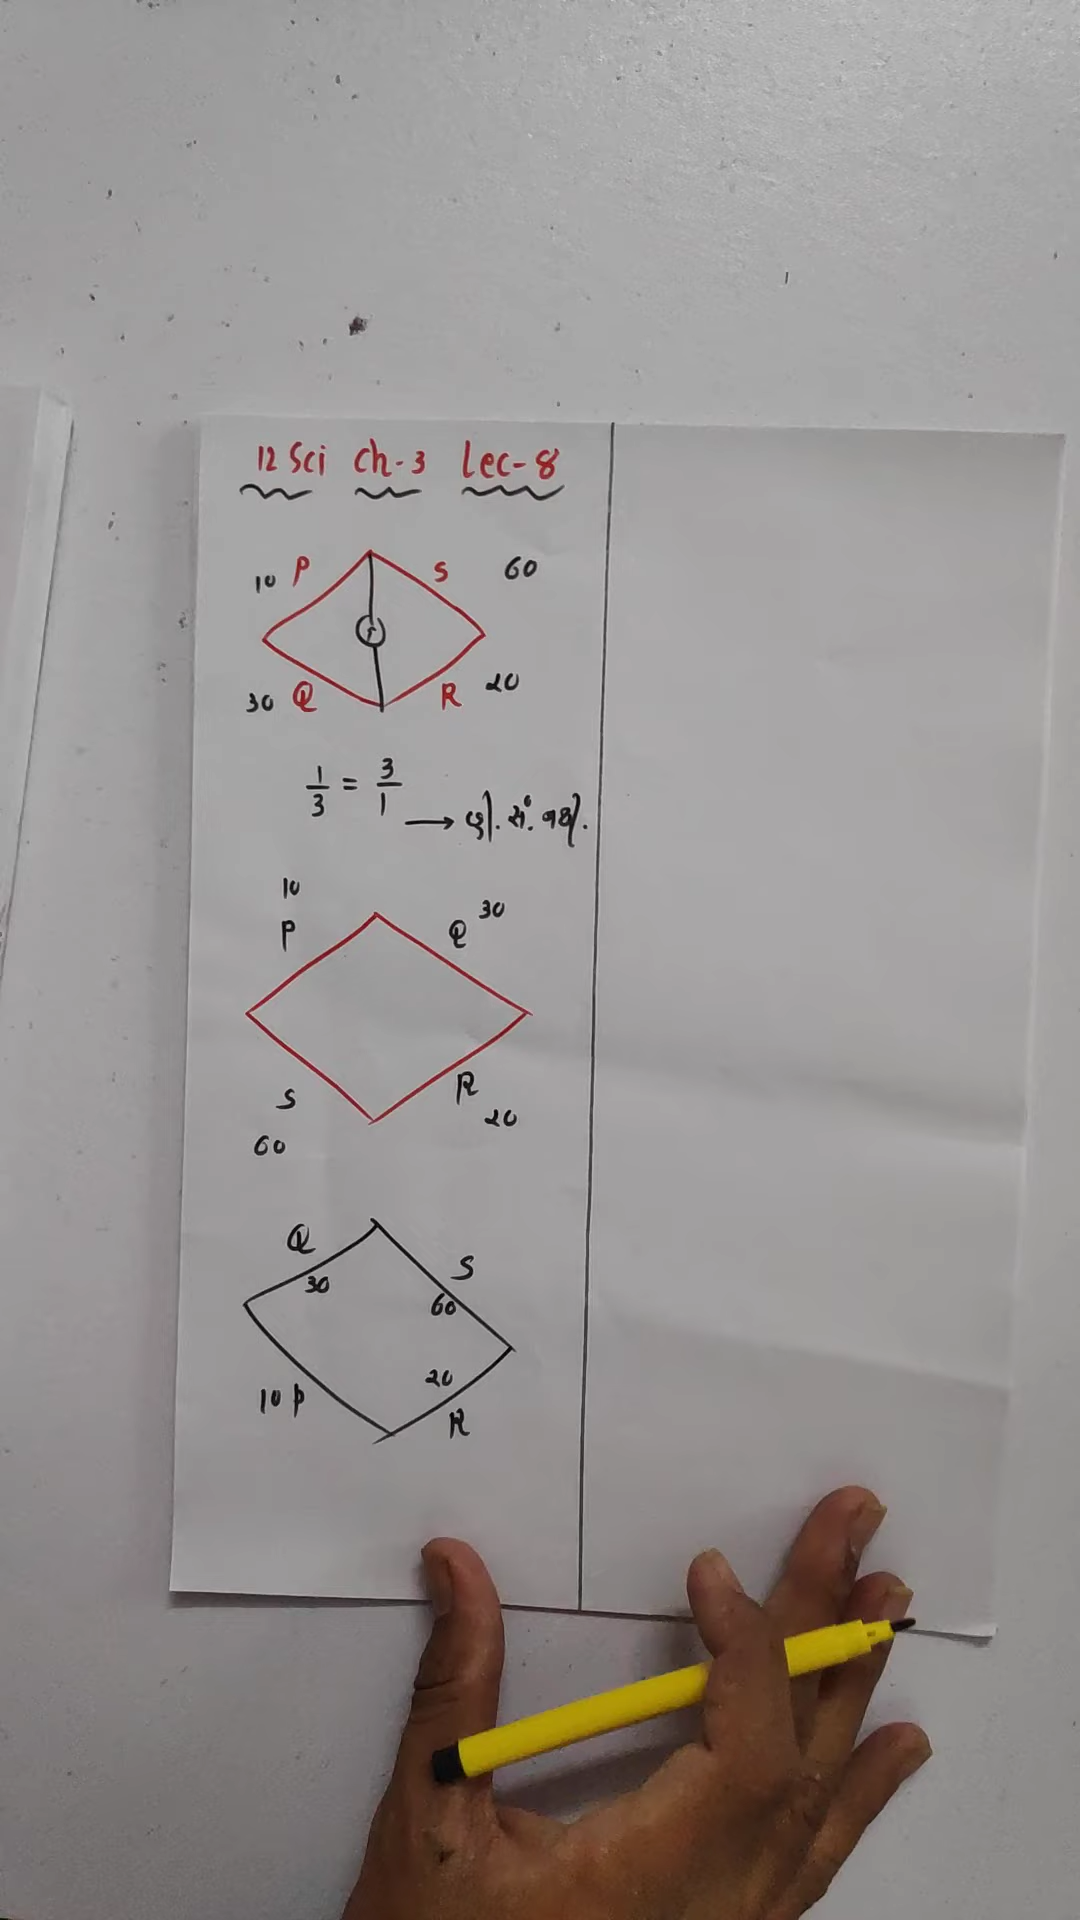 12 Sci Ch-3 Lec-8
10 P S 60
30 Q R 20
1/3 = 3/1
10
P Q 30
S R
60 20
Q S
30 60
20
10 P R